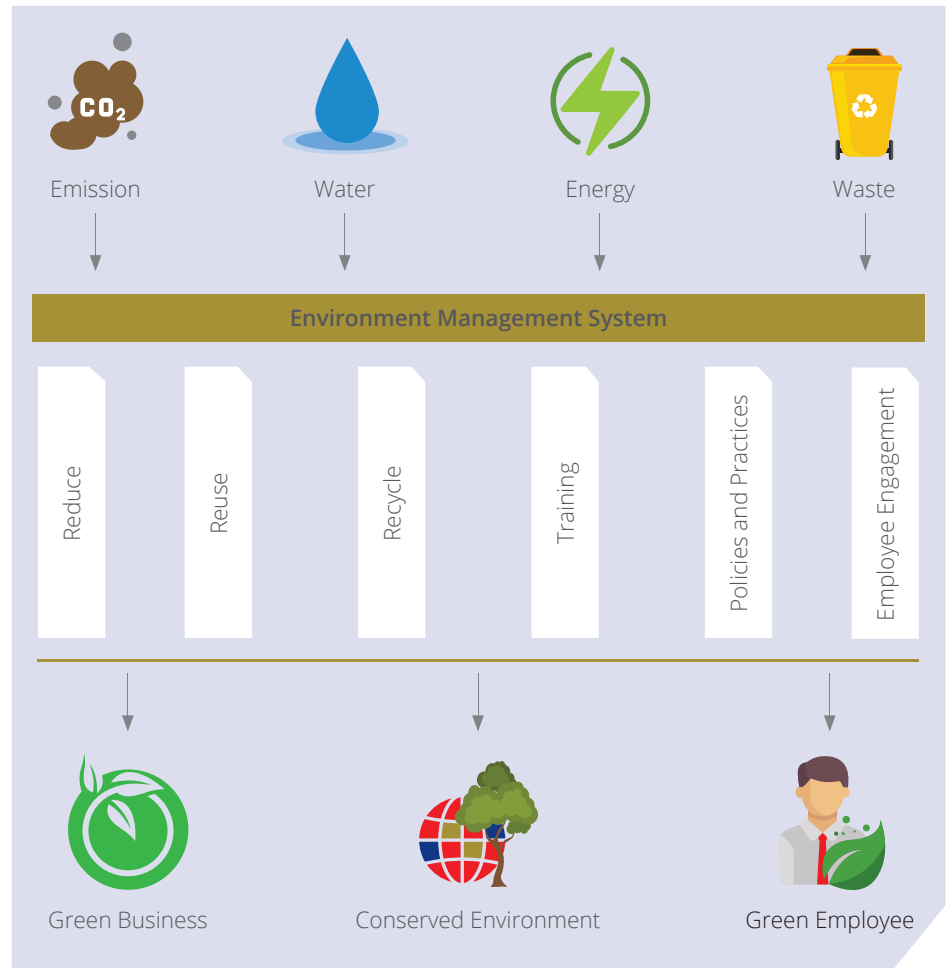 CO₂
Emission
Water
Energy
Waste
Environment Management System
Reduce
Reuse
Recycle
Training
Policies and Practices
Employee Engagement
Green Business
Conserved Environment
Green Employee